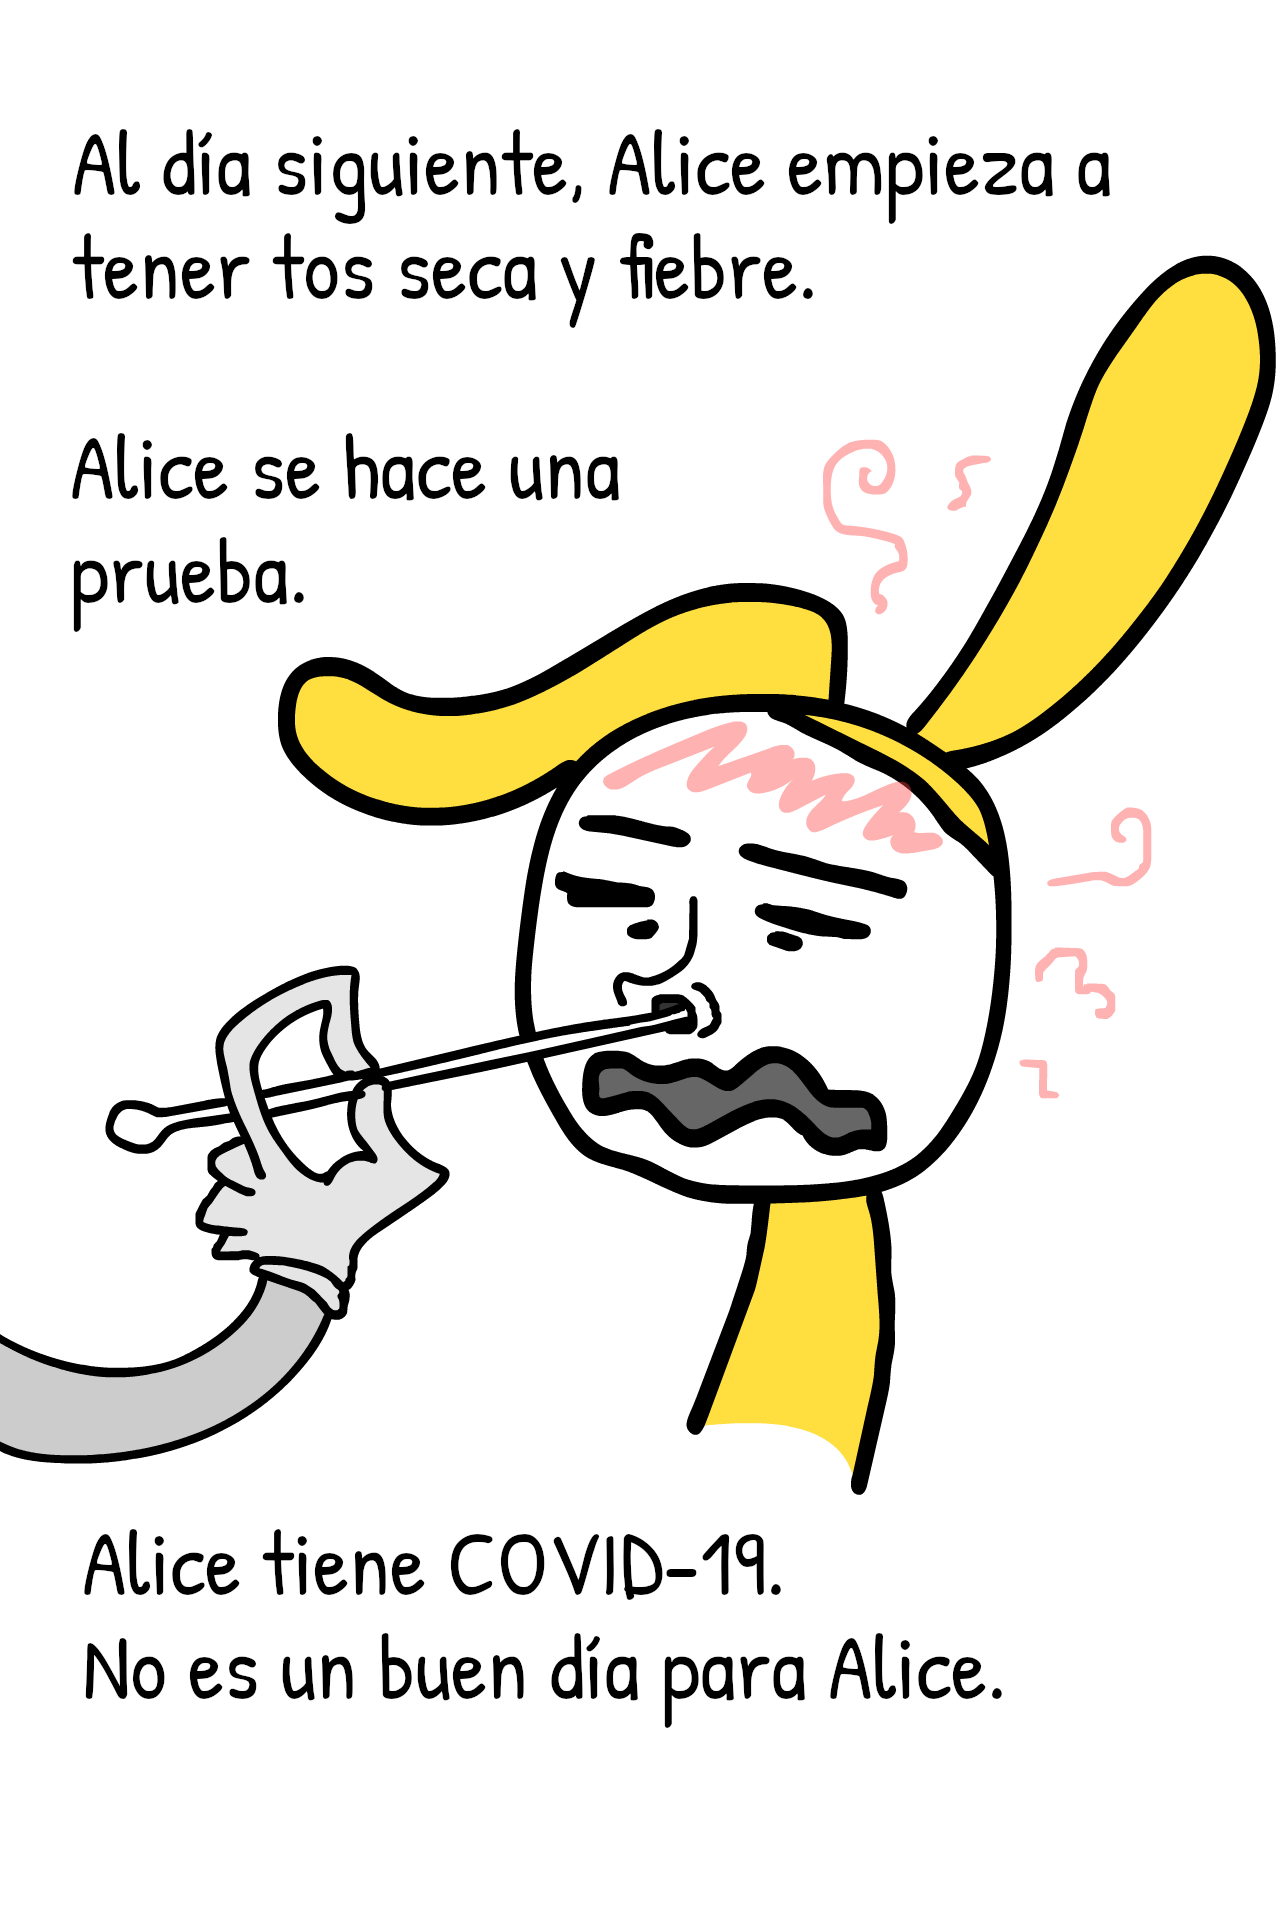 Al día siguiente, Alice empieza a
tener tos seca y fiebre.
Alice se hace una
prueba.
Alice tiene COVID-19.
No es un buen día para Alice.